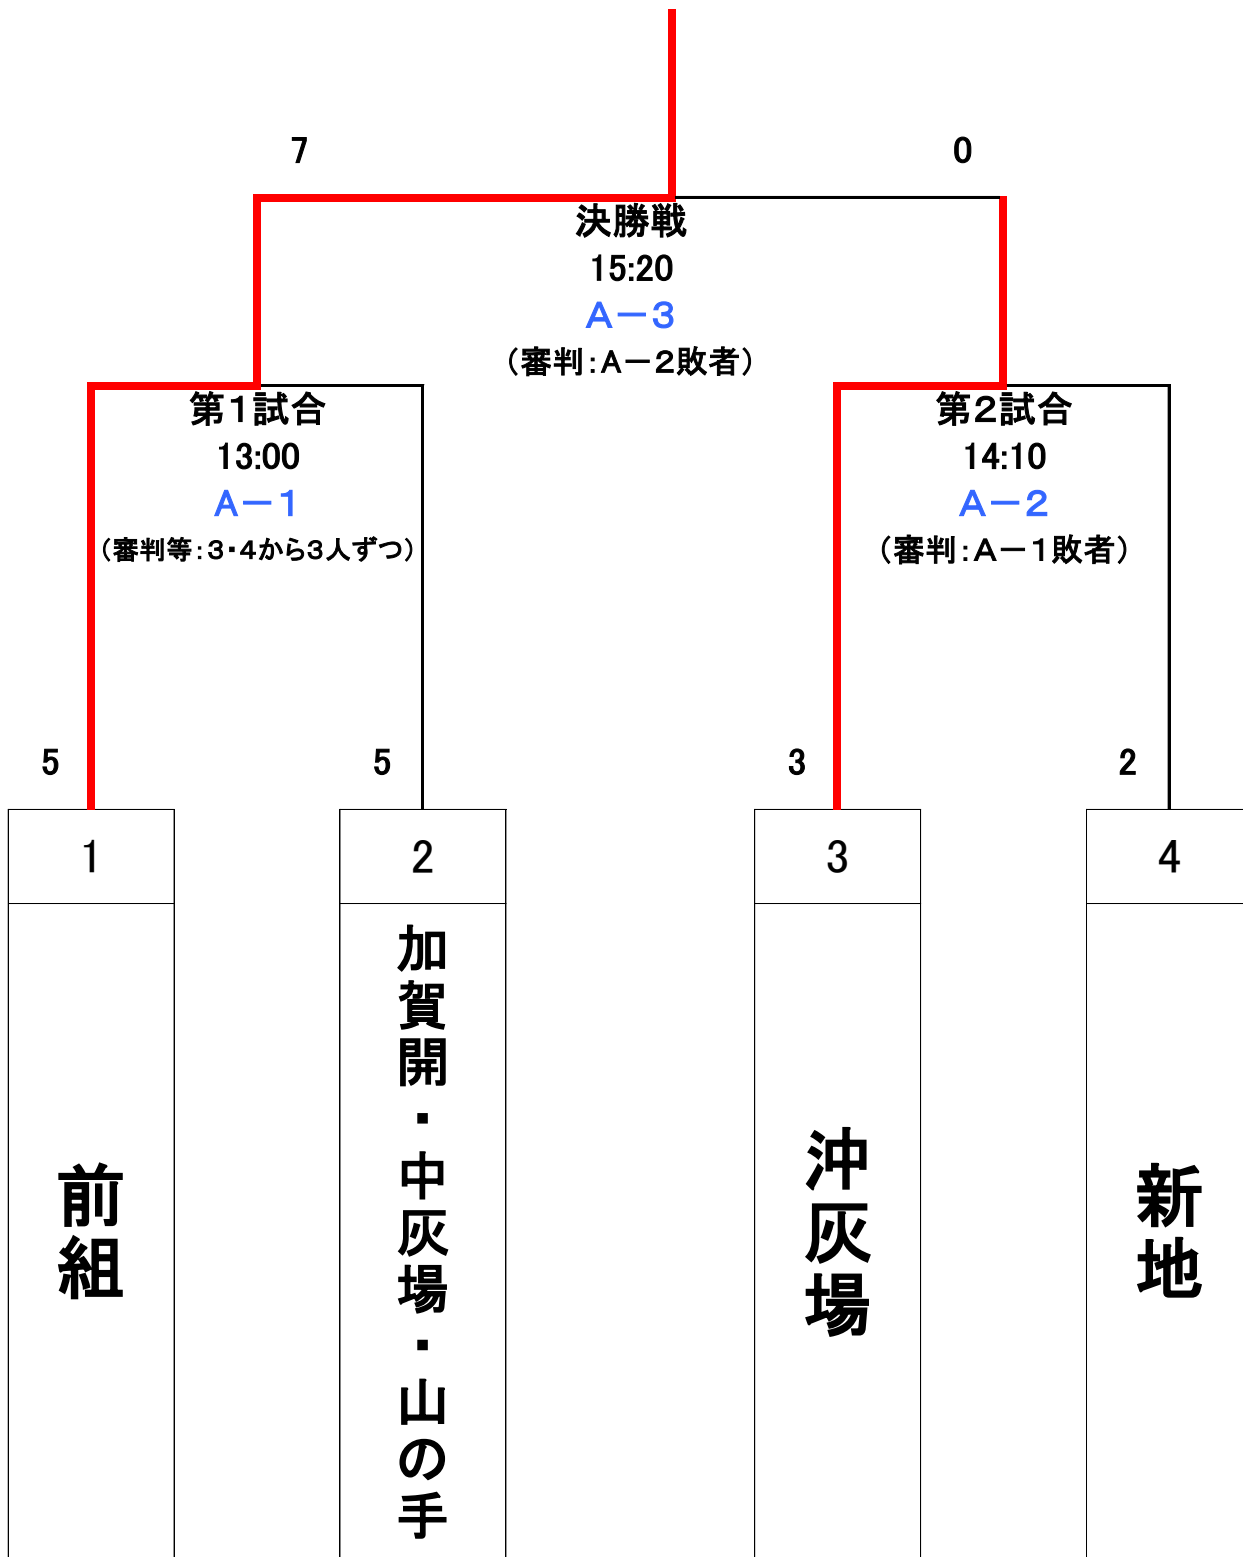 7
0
決勝戦
15:20
A－3
（審判：A－2敗者）
第1試合
13:00
A－1
（審判等：3・4から3人ずつ）
第2試合
14:10
A－2
（審判：A－1敗者）
5
5
3
2
1
2
3
4
前組
加賀開・中灰場・山の手
沖灰場
新地